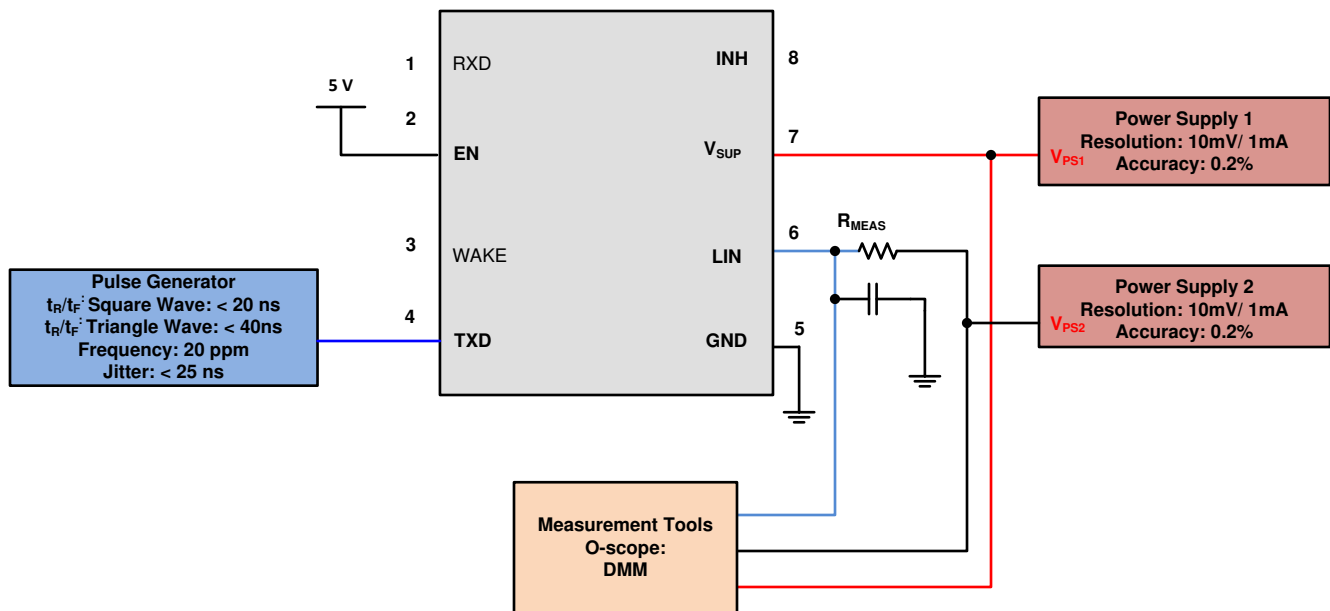 1
RXD
INH
8
5 V
2
EN
VSUP
7
Power Supply 1
Resolution: 10mV/ 1mA
VPS1
Accuracy: 0.2%
3
WAKE
LIN
6
RMEAS
Pulse Generator
tR/tF: Square Wave: < 20 ns
tR/tF: Triangle Wave: < 40ns
Frequency: 20 ppm
Jitter: < 25 ns
4
TXD
GND
5
Power Supply 2
Resolution: 10mV/ 1mA
VPS2
Accuracy: 0.2%
Measurement Tools
O-scope:
DMM